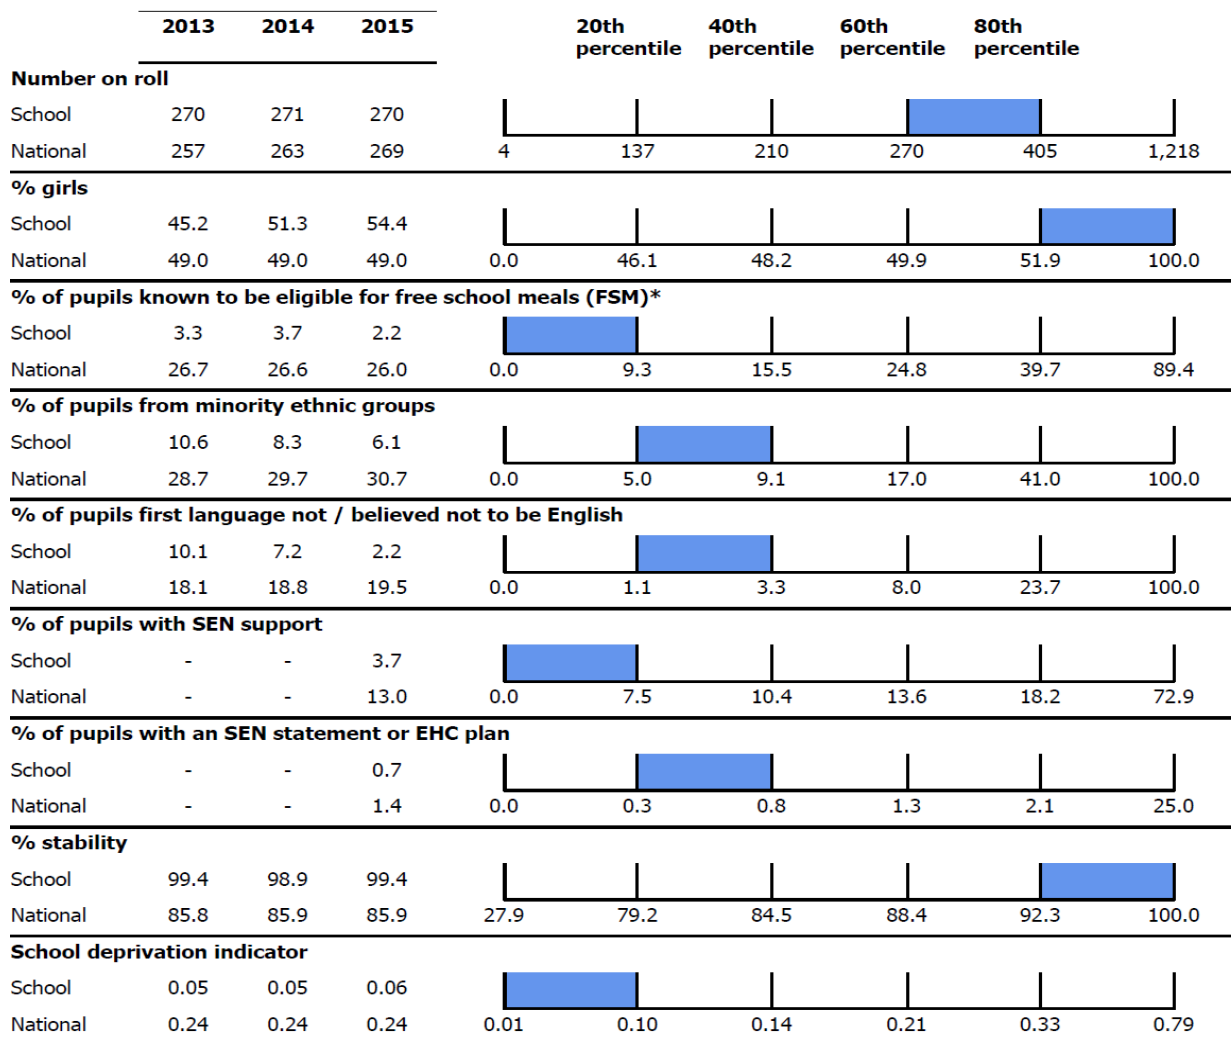 2013 2014 2015 20th percentile 40th percentile 60th percentile 80th percentile
Number on roll
School 270 271 270
National 257 263 269 4 137 210 270 405 1,218
% girls
School 45.2 51.3 54.4
National 49.0 49.0 49.0 0.0 46.1 48.2 49.9 51.9 100.0
% of pupils known to be eligible for free school meals (FSM)*
School 3.3 3.7 2.2
National 26.7 26.6 26.0 0.0 9.3 15.5 24.8 39.7 89.4
% of pupils from minority ethnic groups
School 10.6 8.3 6.1
National 28.7 29.7 30.7 0.0 5.0 9.1 17.0 41.0 100.0
% of pupils first language not / believed not to be English
School 10.1 7.2 2.2
National 18.1 18.8 19.5 0.0 1.1 3.3 8.0 23.7 100.0
% of pupils with SEN support
School - - 3.7
National - - 13.0 0.0 7.5 10.4 13.6 18.2 72.9
% of pupils with an SEN statement or EHC plan
School - - 0.7
National - - 1.4 0.0 0.3 0.8 1.3 2.1 25.0
% stability
School 99.4 98.9 99.4
National 85.8 85.9 85.9 27.9 79.2 84.5 88.4 92.3 100.0
School deprivation indicator
School 0.05 0.05 0.06
National 0.24 0.24 0.24 0.01 0.10 0.14 0.21 0.33 0.79